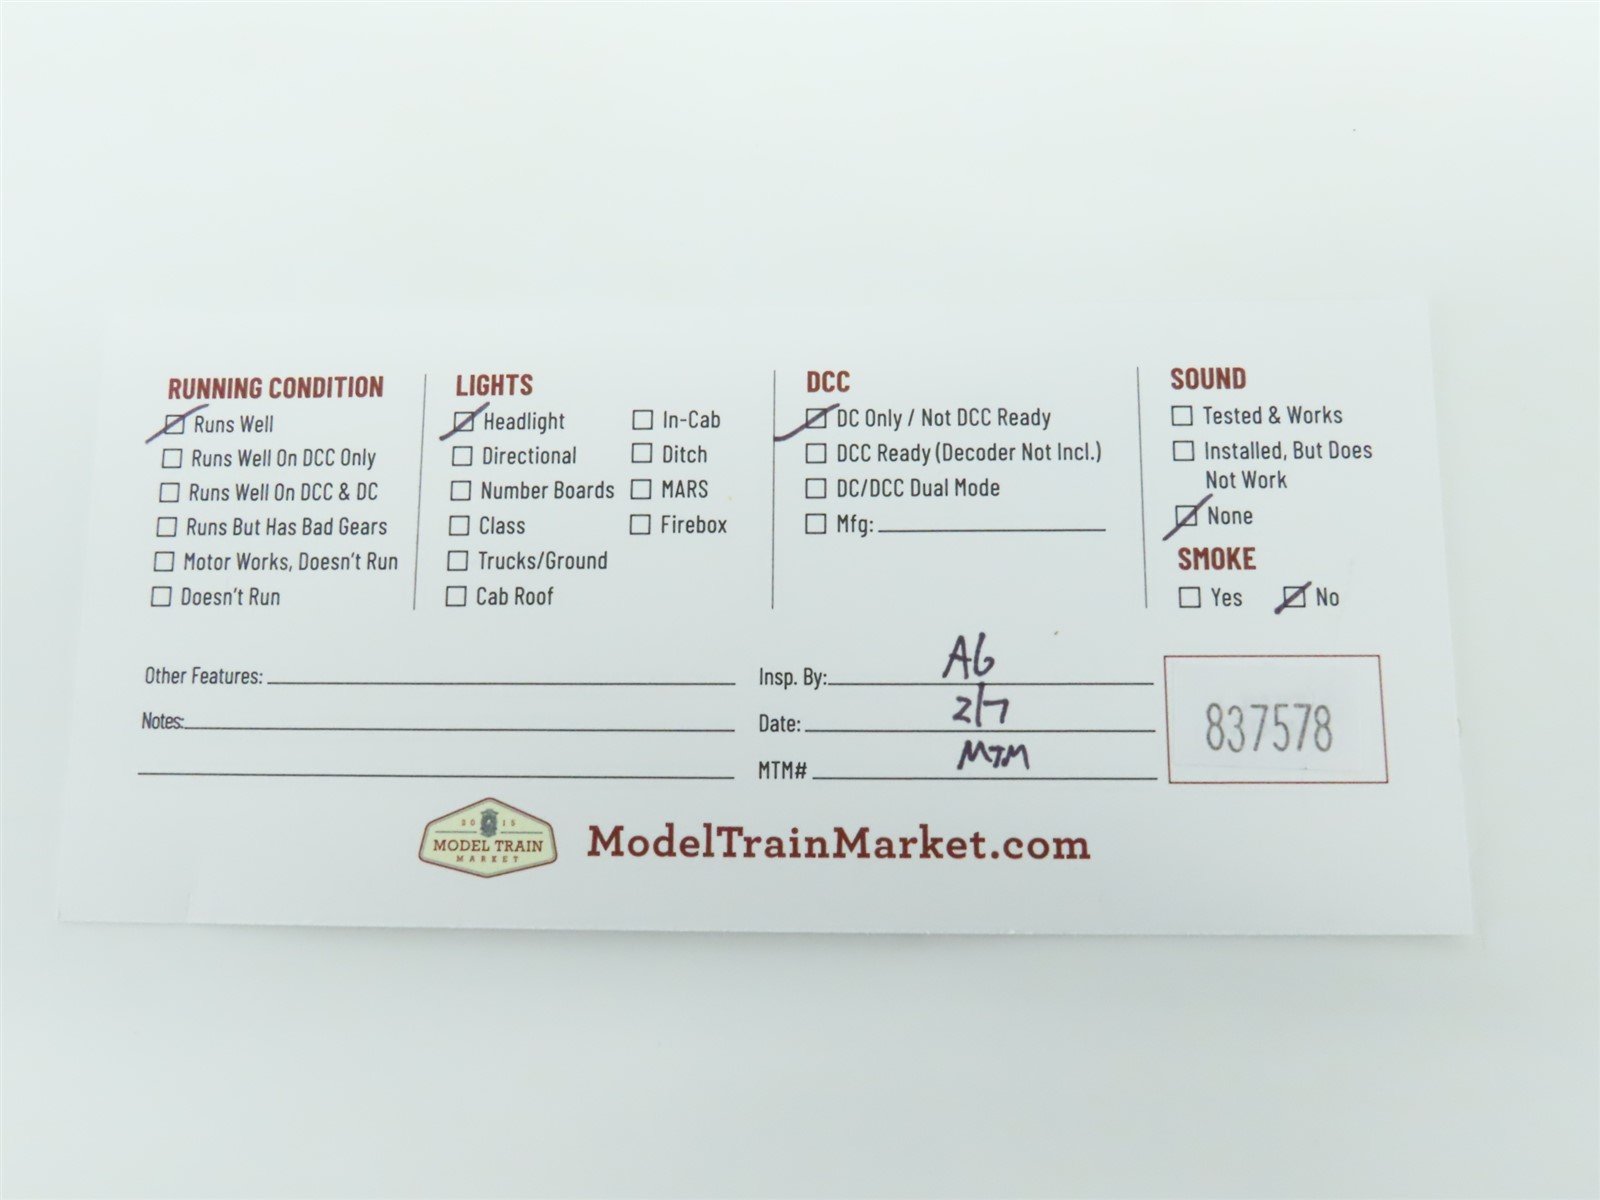 RUNNING CONDITION
Runs Well
Runs Well On DCC Only
Runs Well On DCC & DC
Runs But Has Bad Gears
Motor Works, Doesn't Run
Doesn't Run
LIGHTS
Headlight
Directional
Number Boards
Class
Trucks/Ground
Cab Roof
In-Cab
Ditch
MARS
Firebox
DCC
DC Only / Not DCC Ready
DCC Ready (Decoder Not Incl.)
DC/DCC Dual Mode
Mfg:
SOUND
Tested & Works
Installed, But Does
Not Work
None
SMOKE
Yes No
Other Features:
Notes:
Insp. By: AG
Date: 2/7
MTM# MTM
837578
2015
MODEL TRAIN
MARKET
ModelTrainMarket.com